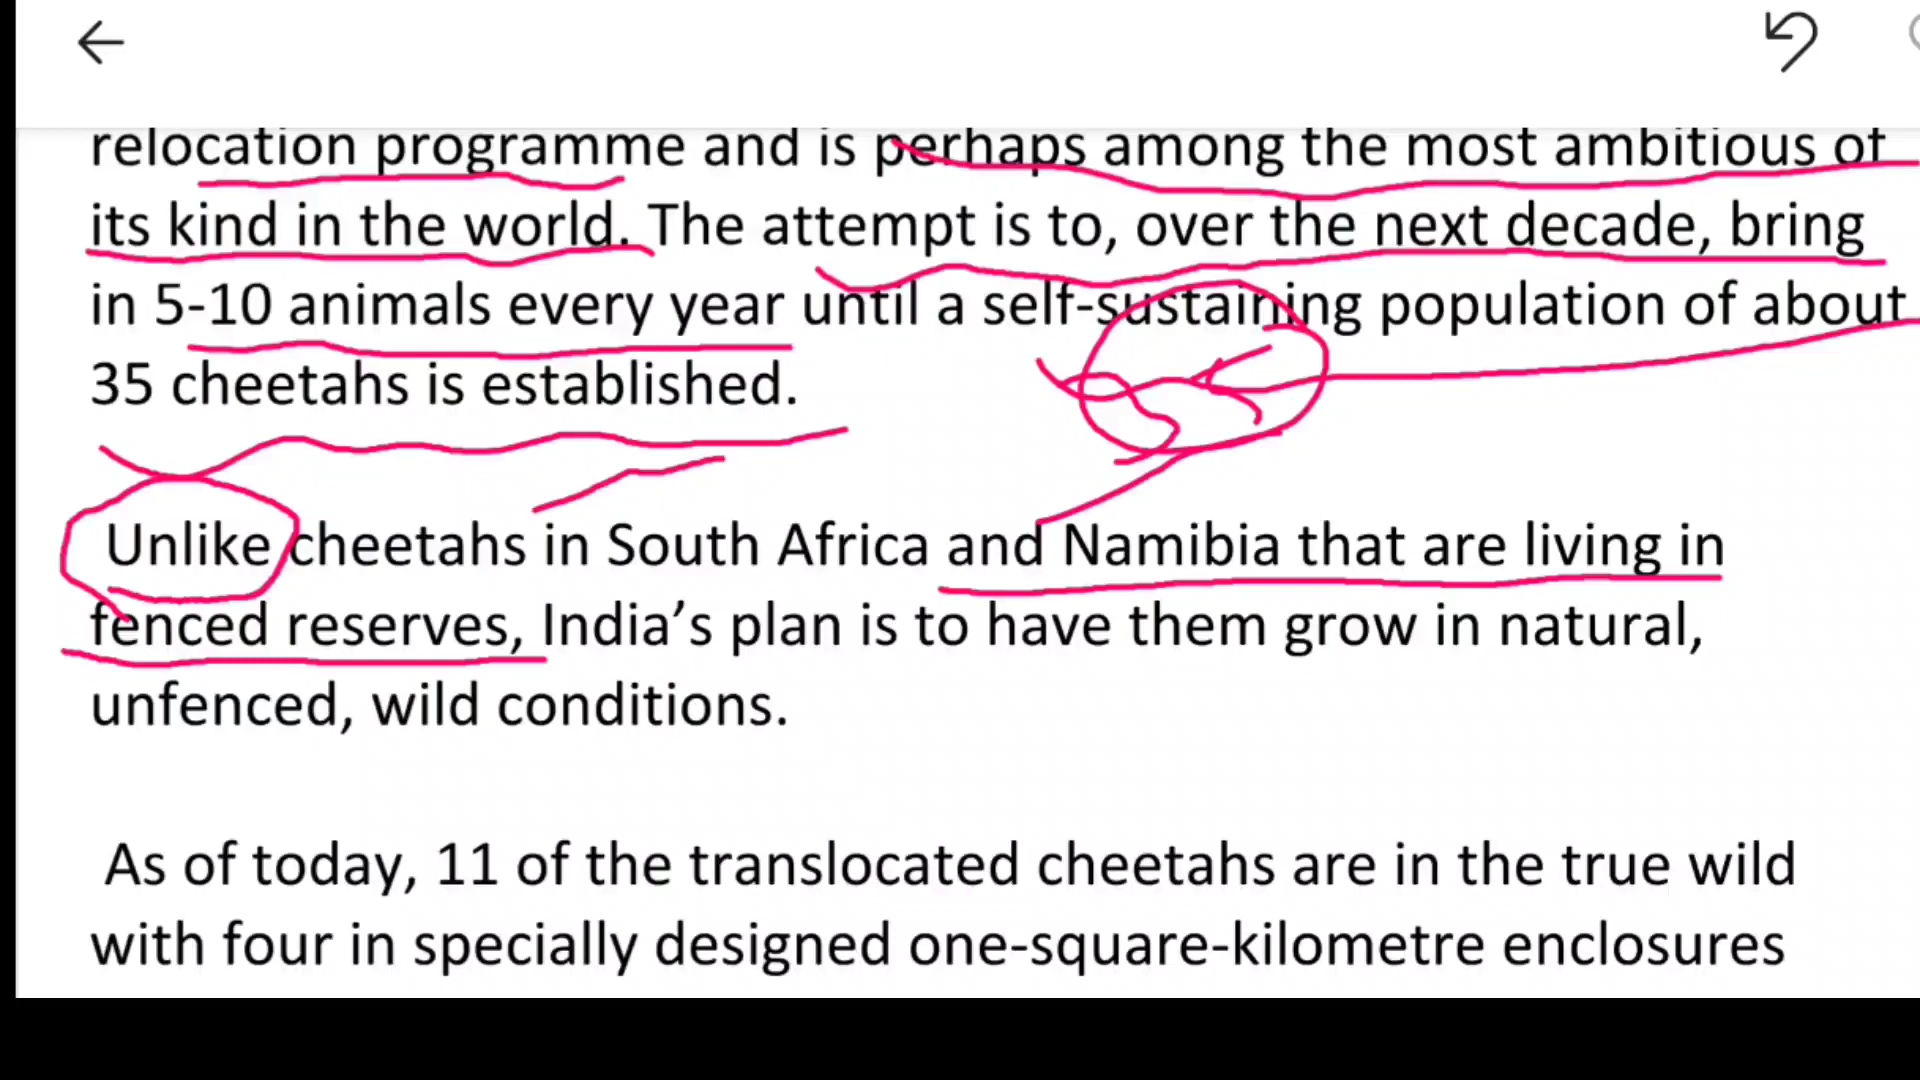 relocation programme and is perhaps among the most ambitious of
its kind in the world. The attempt is to, over the next decade, bring
in 5-10 animals every year until a self-sustaining population of about
35 cheetahs is established.
Unlike cheetahs in South Africa and Namibia that are living in
fenced reserves, India’s plan is to have them grow in natural,
unfenced, wild conditions.
As of today, 11 of the translocated cheetahs are in the true wild
with four in specially designed one-square-kilometre enclosures